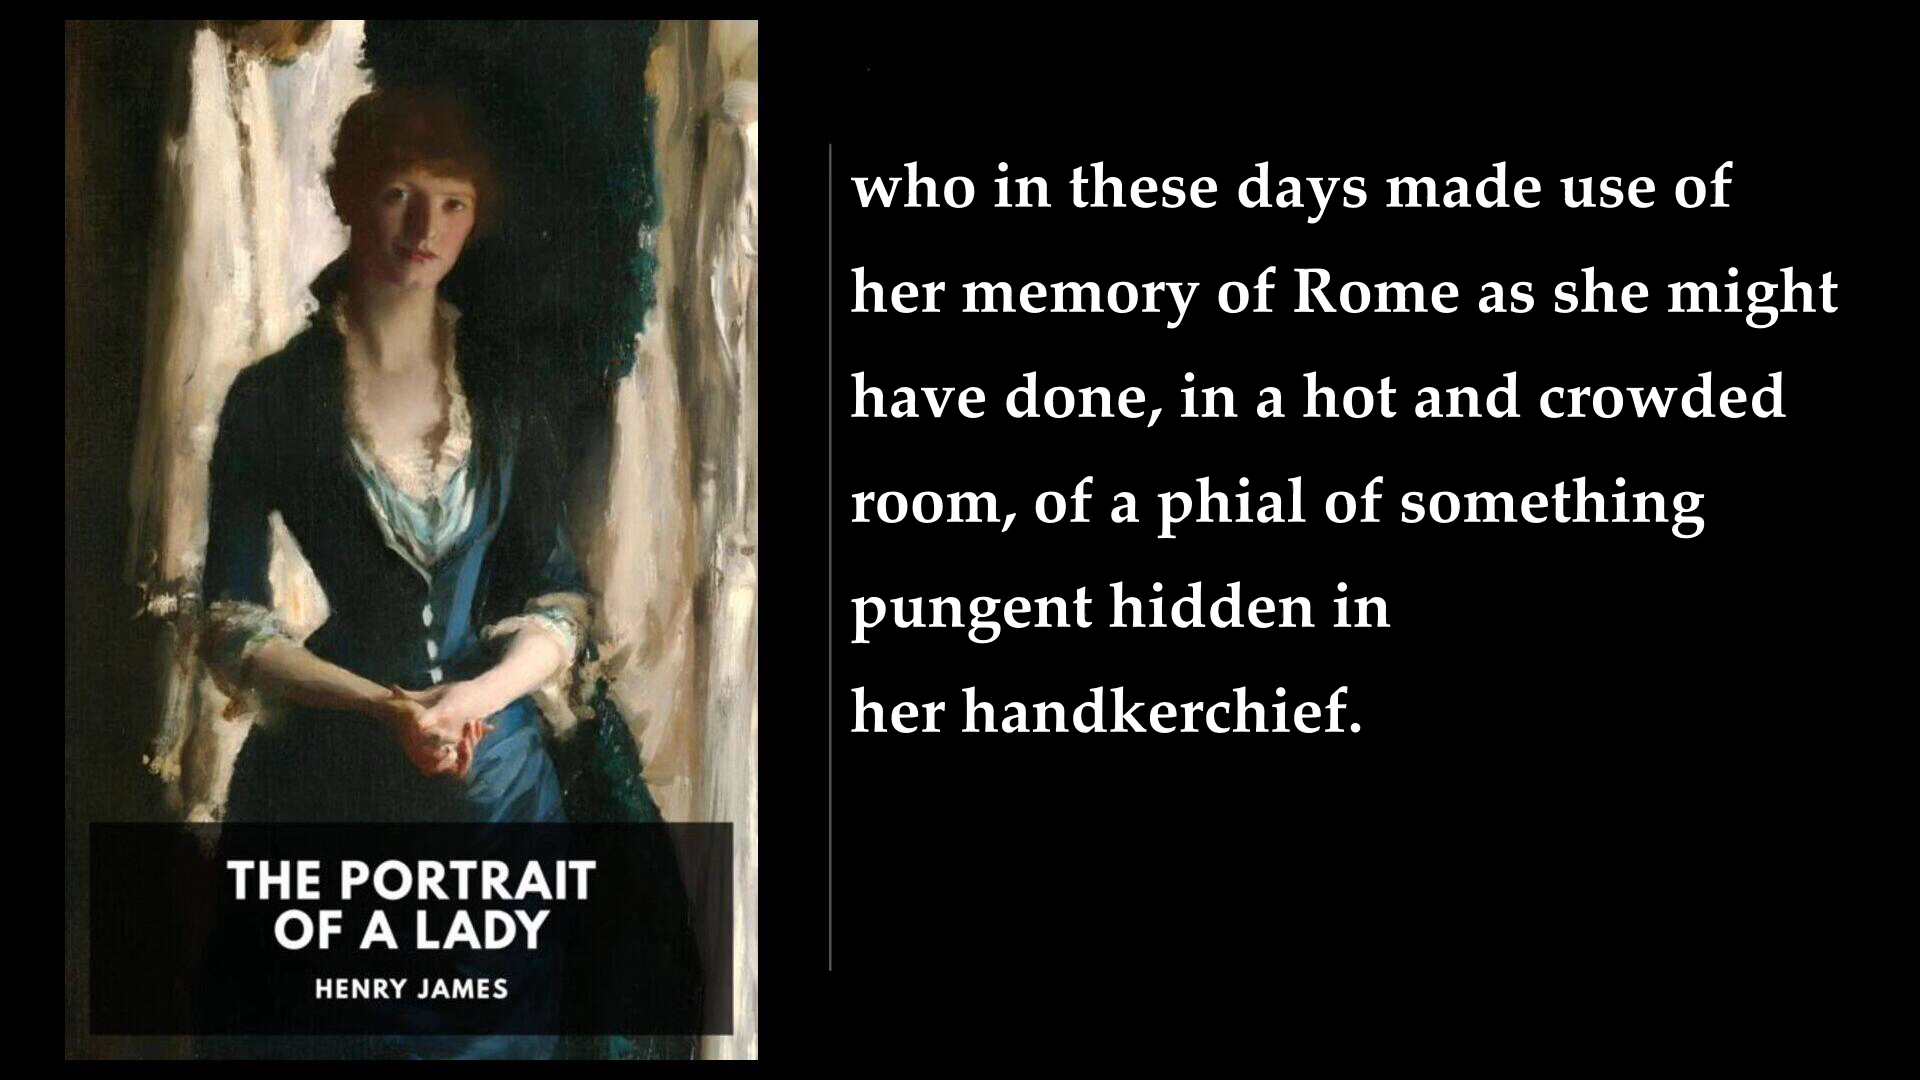 THE PORTRAIT
OF A LADY
HENRY JAMES
who in these days made use of
her memory of Rome as she might
have done, in a hot and crowded
room, of a phial of something
pungent hidden in
her handkerchief.